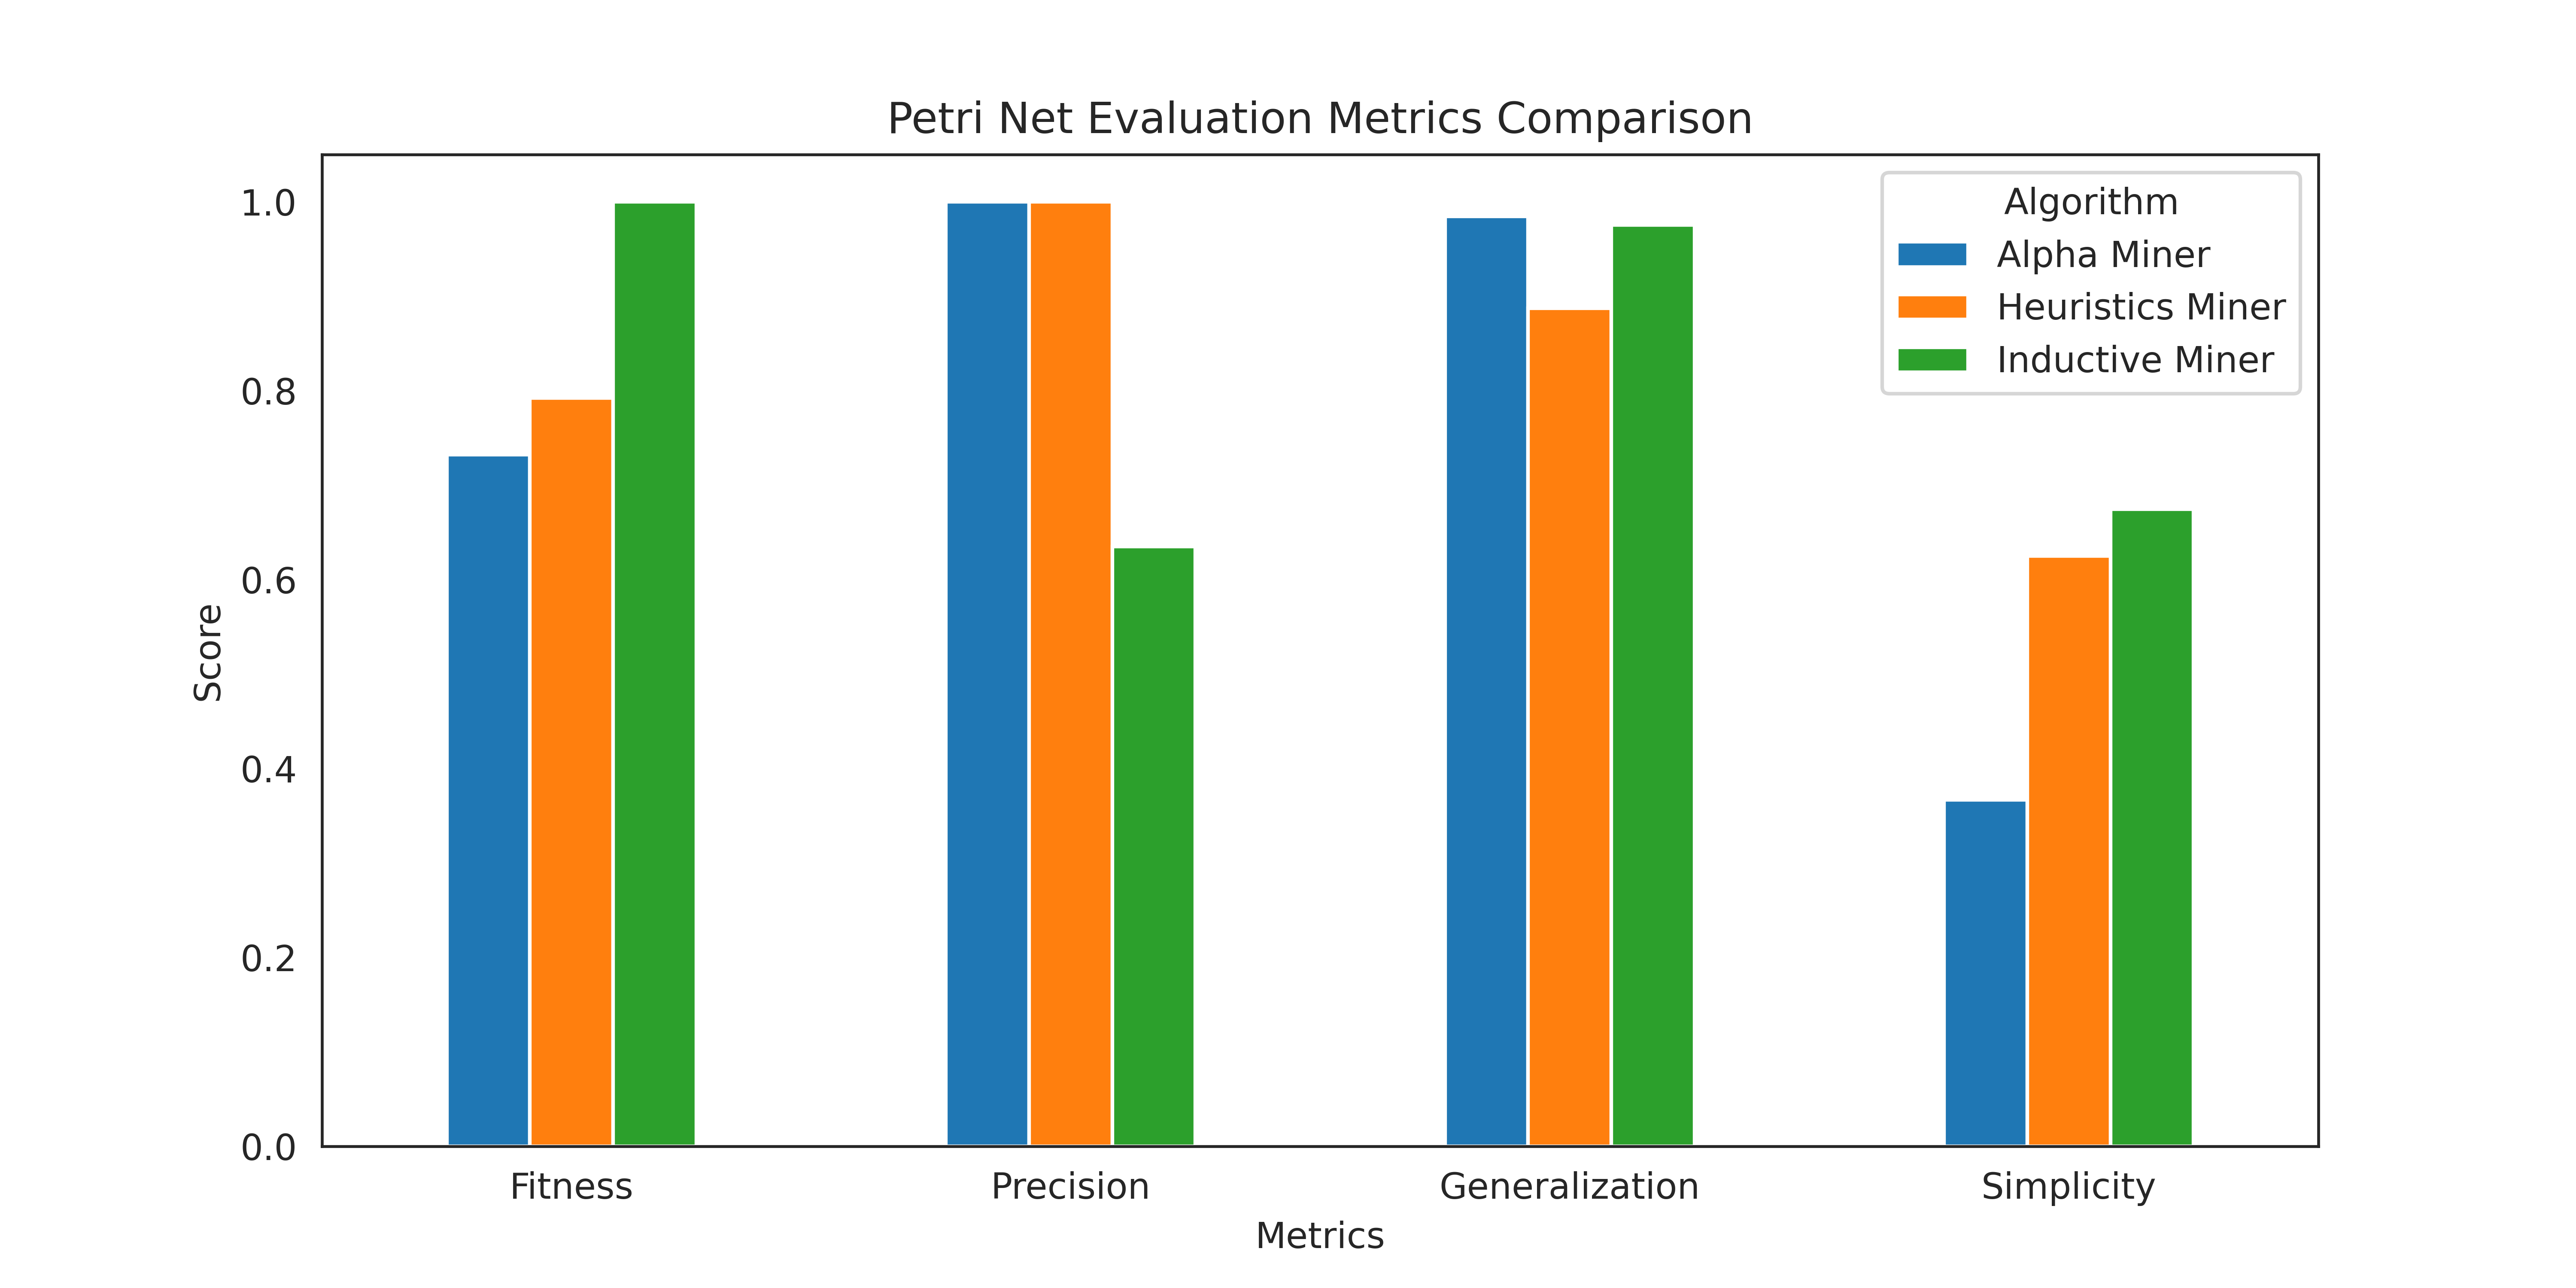 Petri Net Evaluation Metrics Comparison
Algorithm
Alpha Miner
Heuristics Miner
Inductive Miner
Score
1.0
0.8
0.6
0.4
0.2
0.0
Fitness Precision Generalization Simplicity
Metrics